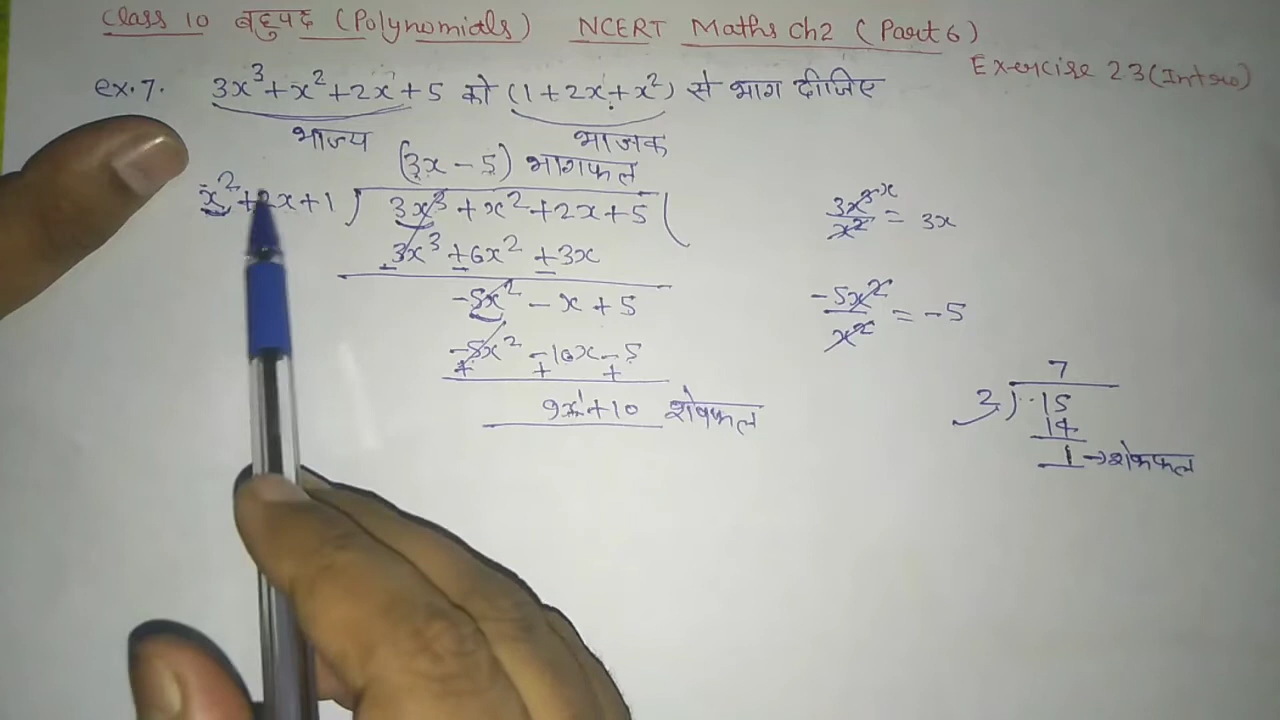 Class 10 बहुपद (Polynomials) NCERT Maths Ch2 (Part 6)
Exercise 2 3 (Intro)
ex.7. 3x³+x²+2x+5 को (1+2x+x²) से भाग दीजिए
भाज्य भाजक
(3x-5) भागफल
x²+2x+1) 3x³+x²+2x+5 (
3x³+6x²+3x
- - -
-5x²-x+5
-5x²-10x-5
+ + +
9x¹+10 शेषफल
3x³/x² = 3x
x
-5x²/x² = -5
7
2) 15
14
1→शेषफल